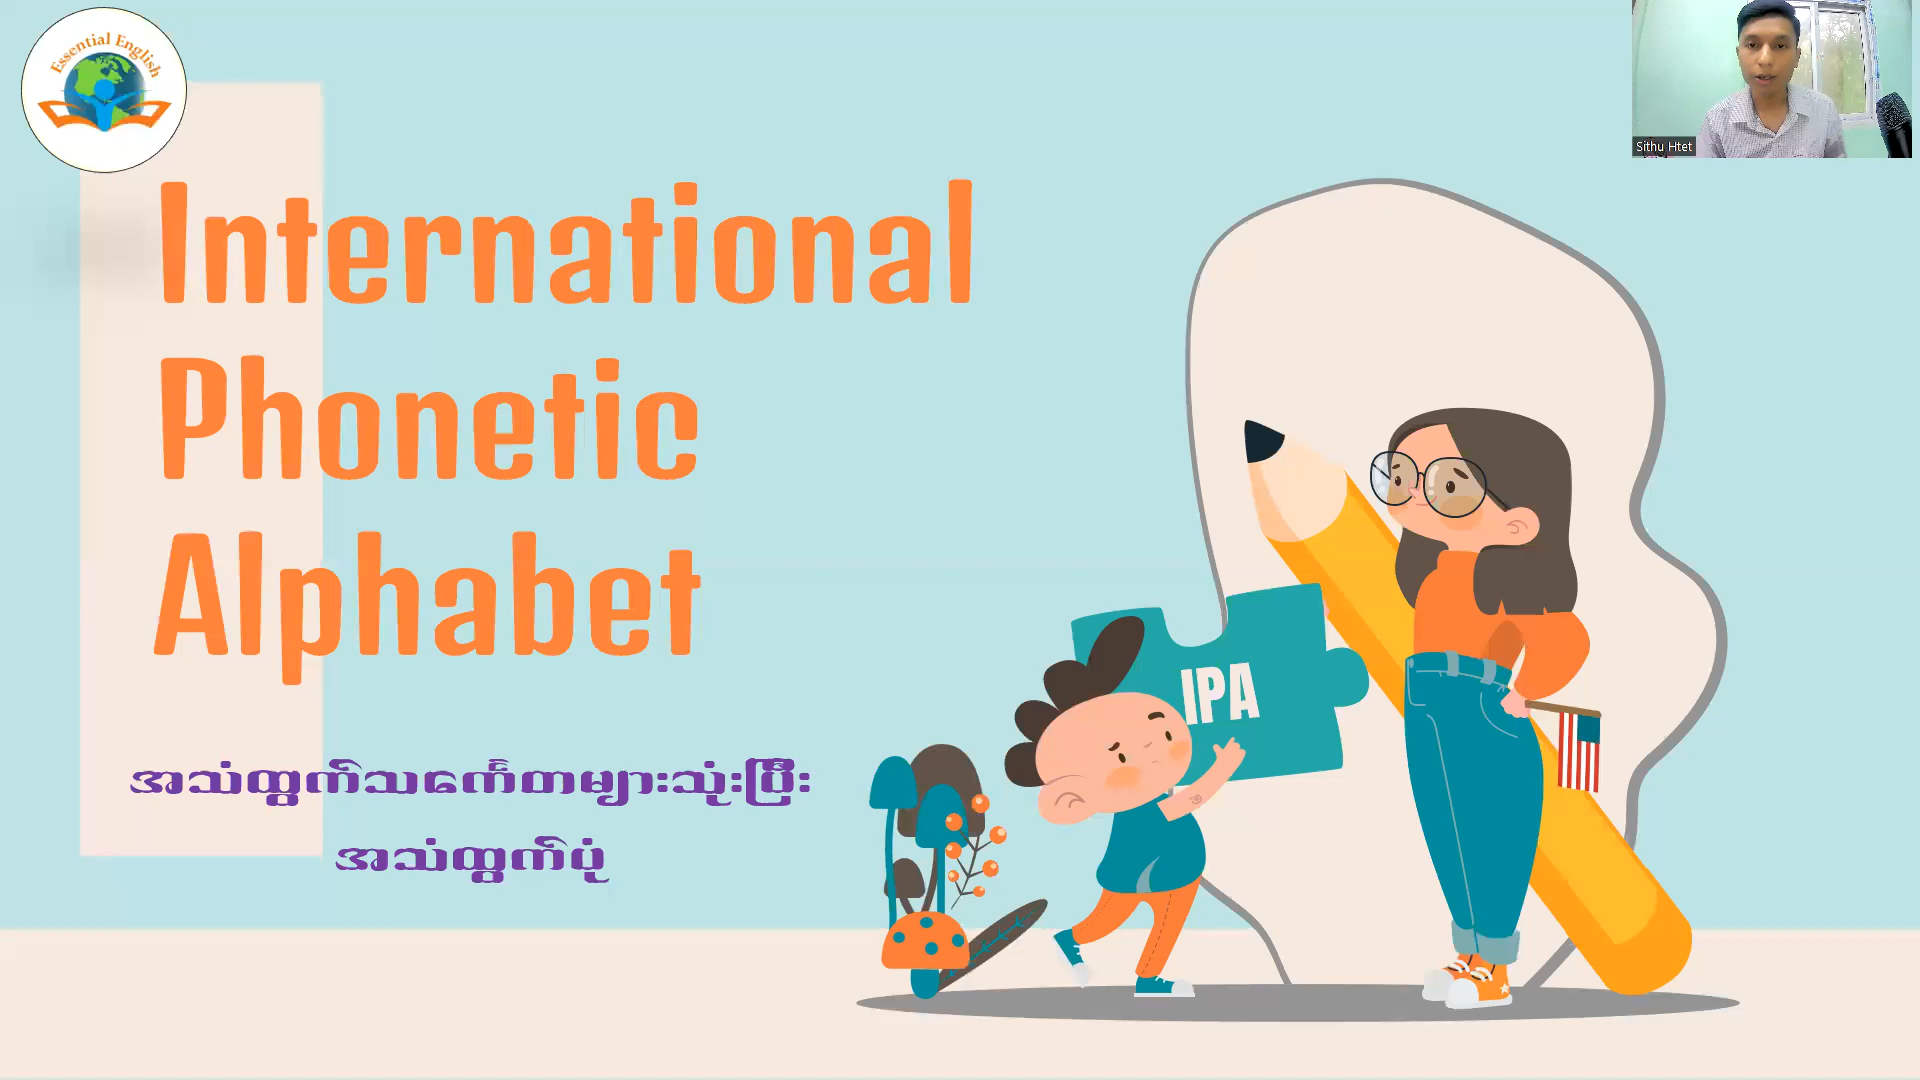 Essential English
Sithu Htet
International
Phonetic
Alphabet
IPA
အသံထွက်သင်္ကေတများသုံးပြီး
အသံထွက်ပုံ